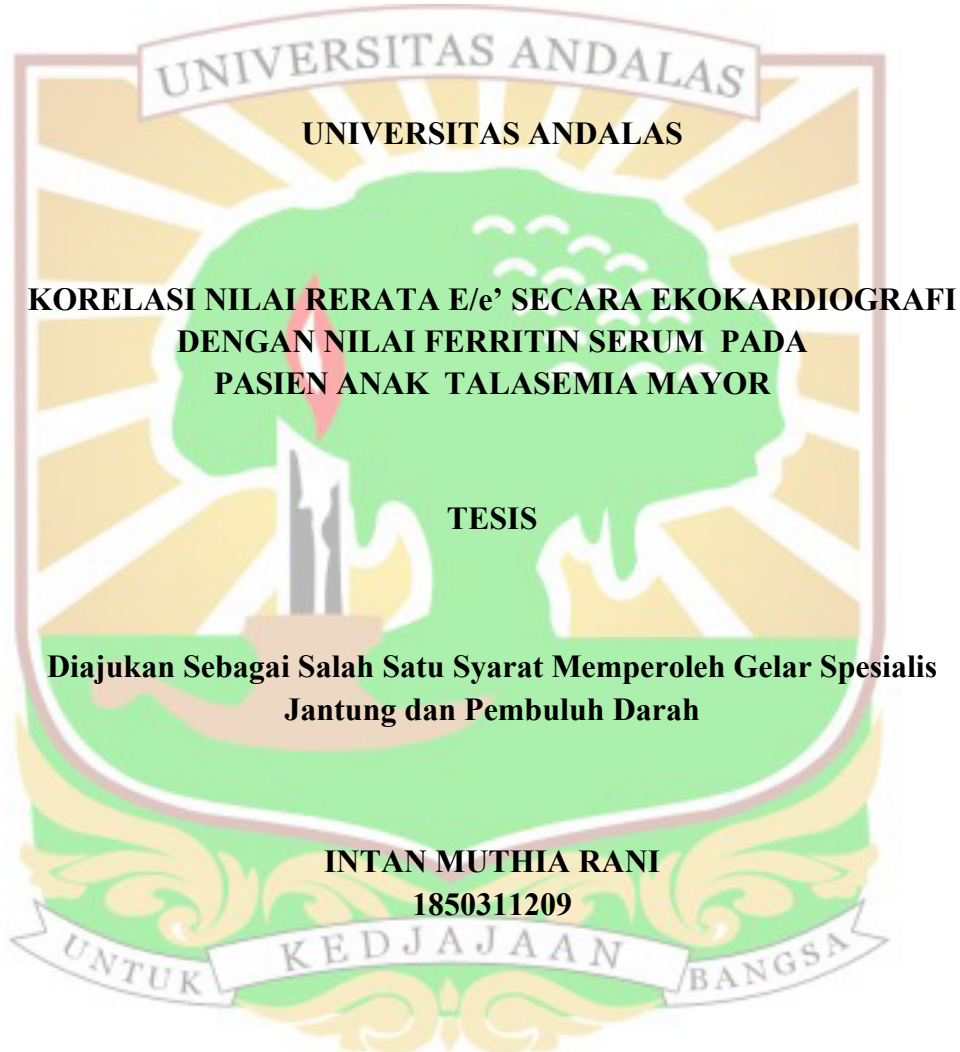 UNIVERSITAS ANDALAS
UNIVERSITAS ANDALAS
KORELASI NILAI RERATA E/e’ SECARA EKOKARDIOGRAFI
DENGAN NILAI FERRITIN SERUM PADA
PASIEN ANAK TALASEMIA MAYOR
TESIS
Diajukan Sebagai Salah Satu Syarat Memperoleh Gelar Spesialis
Jantung dan Pembuluh Darah
INTAN MUTHIA RANI
1850311209
UNTUK KEDJAJAAN BANGSA